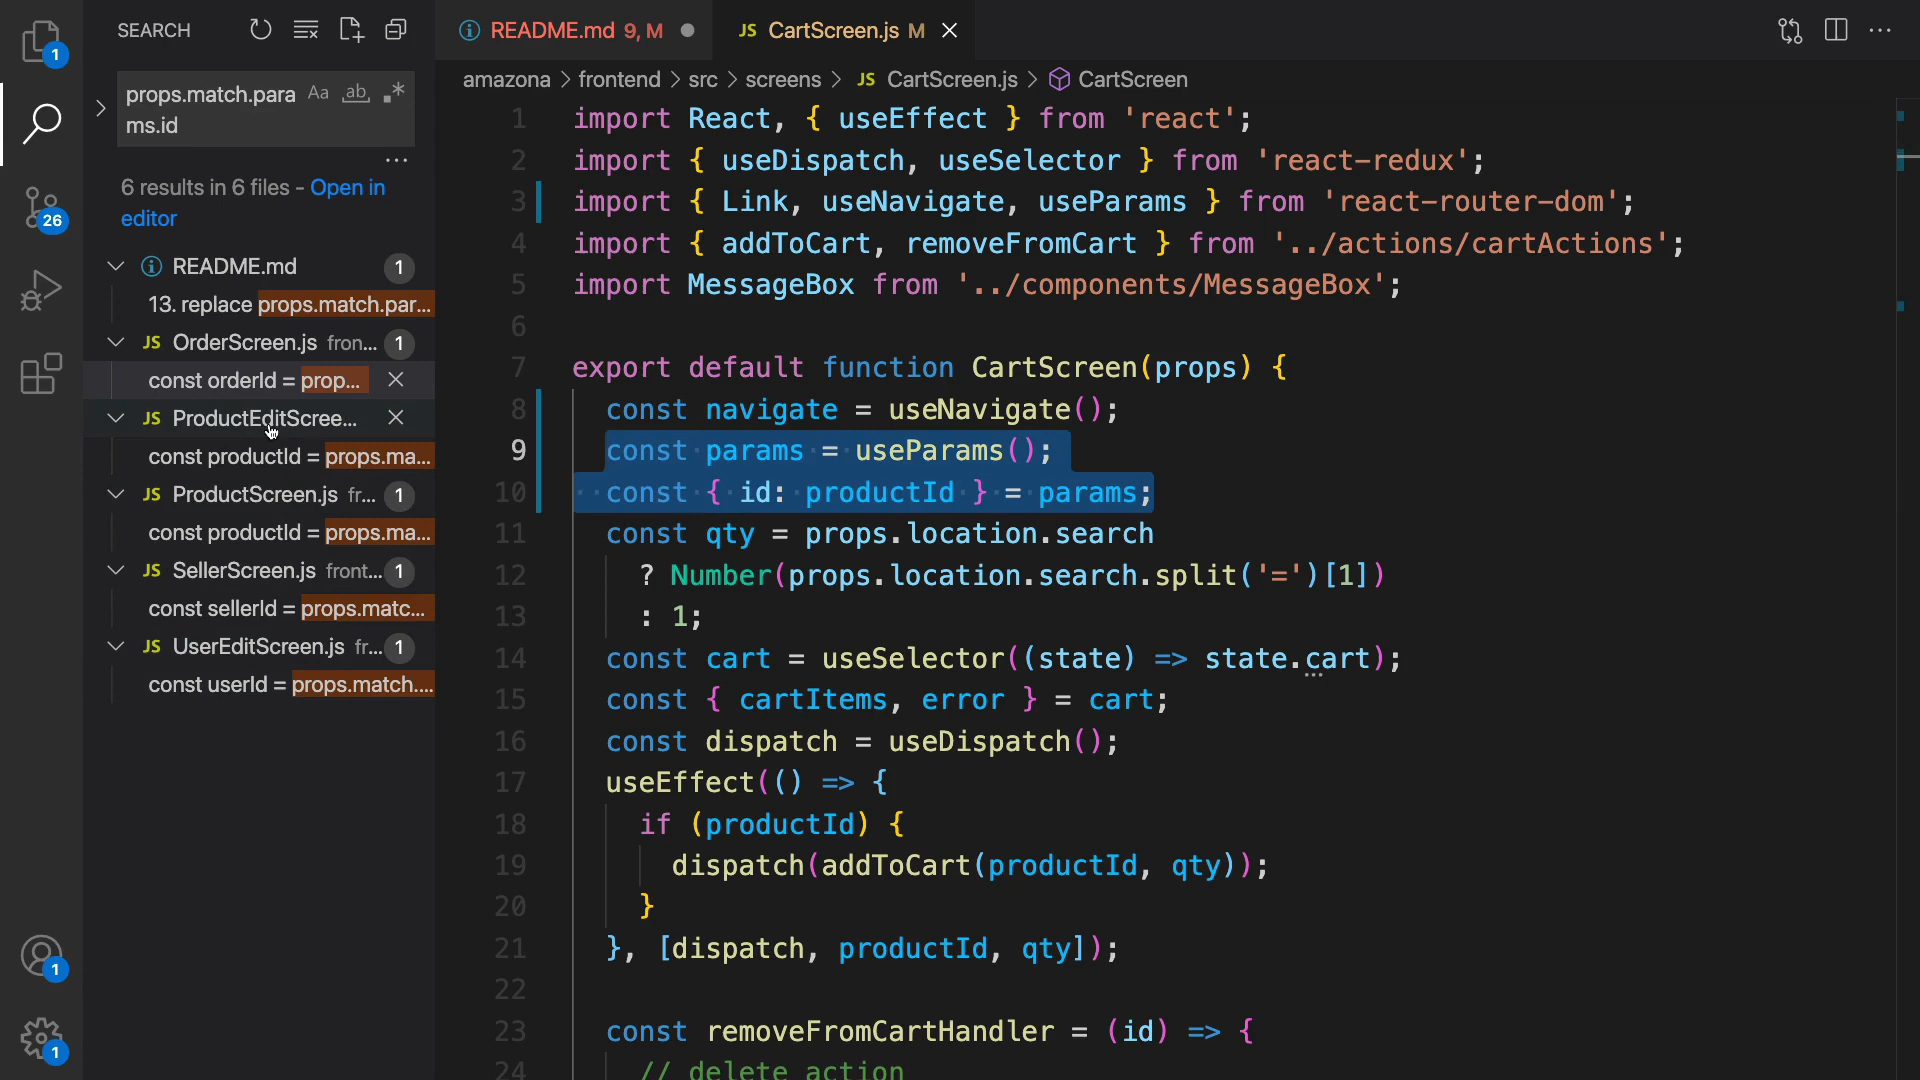 SEARCH
props.match.para
ms.id
Aa
ab
6 results in 6 files - Open in
editor
README.md 1
13. replace props.match.par...
OrderScreen.js fron... 1
const orderId = prop...
ProductEditScree...
const productId = props.ma...
ProductScreen.js fr... 1
const productId = props.ma...
SellerScreen.js front... 1
const sellerId = props.matc...
UserEditScreen.js fr... 1
const userId = props.match....
1
26
1
1
README.md 9, M
JS CartScreen.js M
amazona > frontend > src > screens > JS CartScreen.js > CartScreen
1 import React, { useEffect } from 'react';
2 import { useDispatch, useSelector } from 'react-redux';
3 import { Link, useNavigate, useParams } from 'react-router-dom';
4 import { addToCart, removeFromCart } from '../actions/cartActions';
5 import MessageBox from '../components/MessageBox';
6
7 export default function CartScreen(props) {
8 const navigate = useNavigate();
9 const params = useParams();
10 const { id: productId } = params;
11 const qty = props.location.search
12 ? Number(props.location.search.split('=')[1])
13 : 1;
14 const cart = useSelector((state) => state.cart);
15 const { cartItems, error } = cart;
16 const dispatch = useDispatch();
17 useEffect(() => {
18 if (productId) {
19 dispatch(addToCart(productId, qty));
20 }
21 }, [dispatch, productId, qty]);
22
23 const removeFromCartHandler = (id) => {
24 // delete action